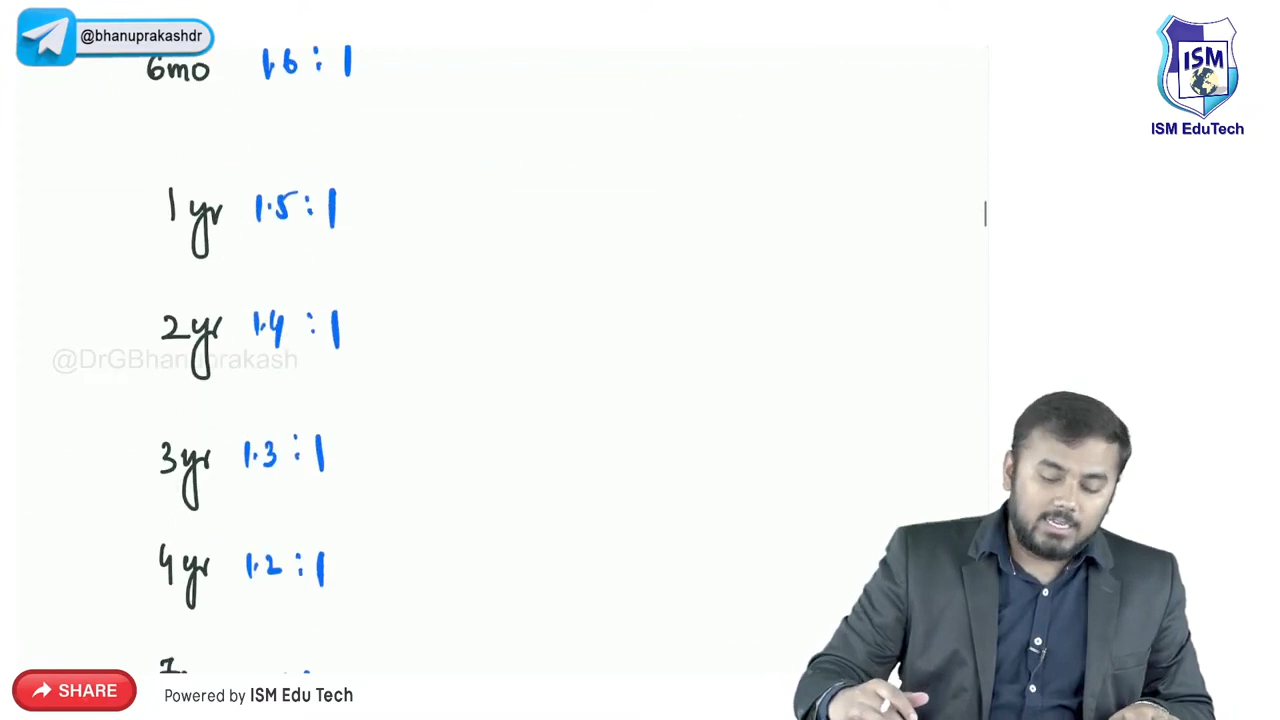 @bhanuprakashdr
ISM
ISM EduTech
6mo 1.6 : 1
1 yr 1.5 : 1
2 yr 1.4 : 1
@DrGBhanuprakash
3 yr 1.3 : 1
4 yr 1.2 : 1
SHARE
Powered by ISM Edu Tech